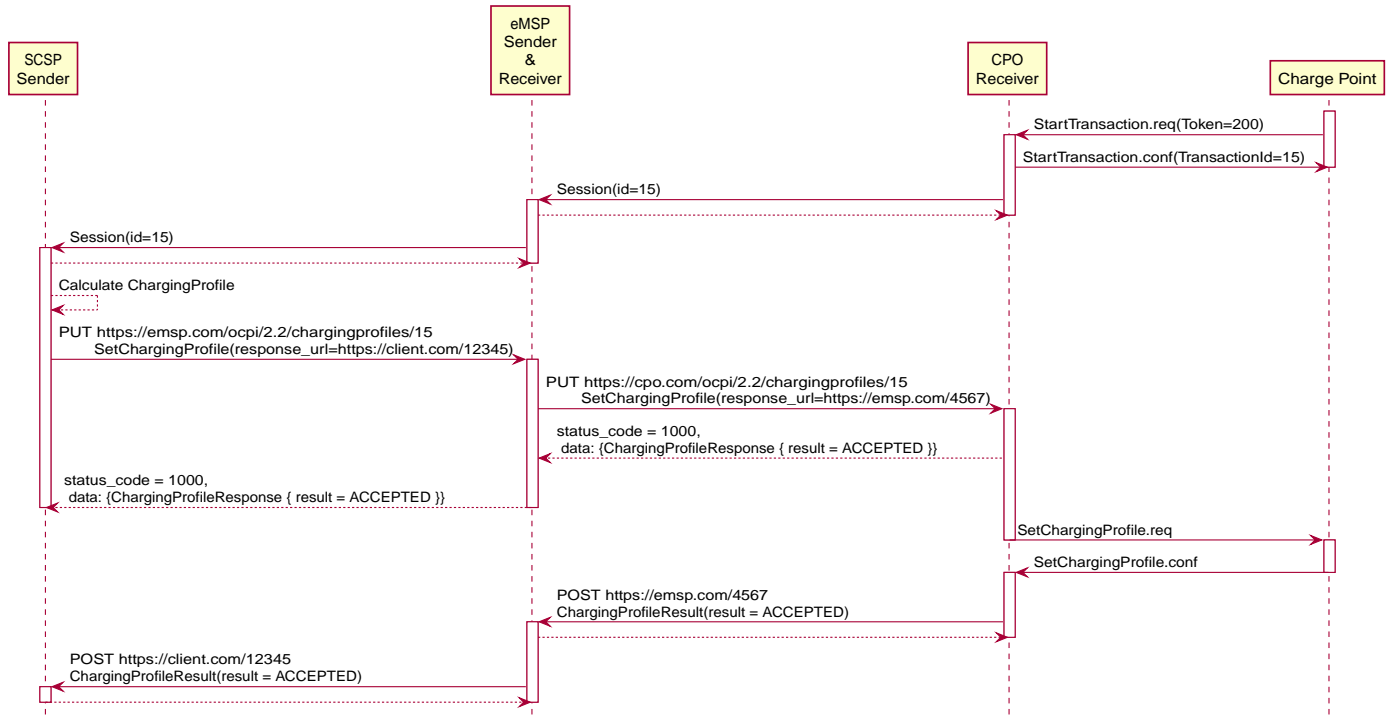 SCSP
Sender
eMSP
Sender
&
Receiver
CPO
Receiver
Charge Point
StartTransaction.req(Token=200)
StartTransaction.conf(TransactionId=15)
Session(id=15)
Session(id=15)
Calculate ChargingProfile
PUT https://emsp.com/ocpi/2.2/chargingprofiles/15
SetChargingProfile(response_url=https://client.com/12345)
PUT https://cpo.com/ocpi/2.2/chargingprofiles/15
SetChargingProfile(response_url=https://emsp.com/4567)
status_code = 1000,
data: {ChargingProfileResponse { result = ACCEPTED }}
status_code = 1000,
data: {ChargingProfileResponse { result = ACCEPTED }}
SetChargingProfile.req
SetChargingProfile.conf
POST https://emsp.com/4567
ChargingProfileResult(result = ACCEPTED)
POST https://client.com/12345
ChargingProfileResult(result = ACCEPTED)